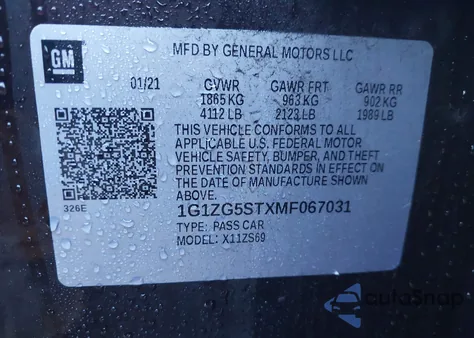 GM
MFD BY GENERAL MOTORS LLC
01/21 GVWR GAWR FRT GAWR RR
1865 KG 963 KG 902 KG
4112 LB 2123 LB 1989 LB
THIS VEHICLE CONFORMS TO ALL
APPLICABLE U.S. FEDERAL MOTOR
VEHICLE SAFETY, BUMPER, AND THEFT
PREVENTION STANDARDS IN EFFECT ON
THE DATE OF MANUFACTURE SHOWN
ABOVE.
326E
1G1ZG5STXMF067031
TYPE: PASS CAR
MODEL: X11ZS69
AutoSnap